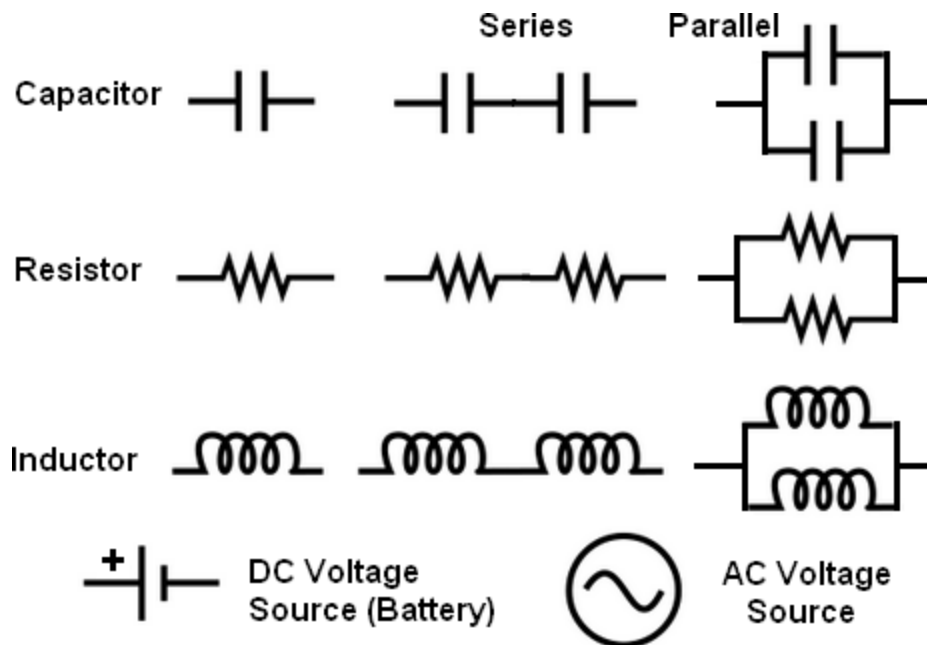 Series Parallel
Capacitor
Resistor
Inductor
+
DC Voltage
Source (Battery)
AC Voltage
Source